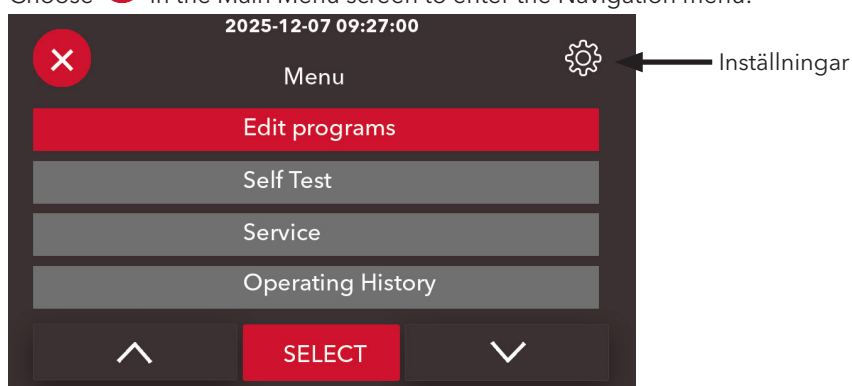 Choose in the Main Menu screen to enter the Navigation menu.
2025-12-07 09:27:00
Menu
Inställningar
Edit programs
Self Test
Service
Operating History
SELECT